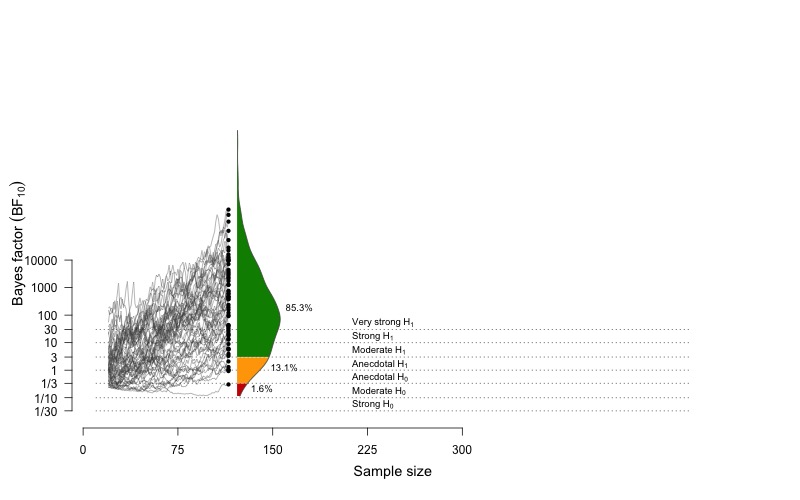 Bayes factor (BF10)
10000
1000
100
30
10
3
1
1/3
1/10
1/30
85.3%
13.1%
1.6%
Very strong H1
Strong H1
Moderate H1
Anecdotal H1
Anecdotal H0
Moderate H0
Strong H0
0 75 150 225 300
Sample size